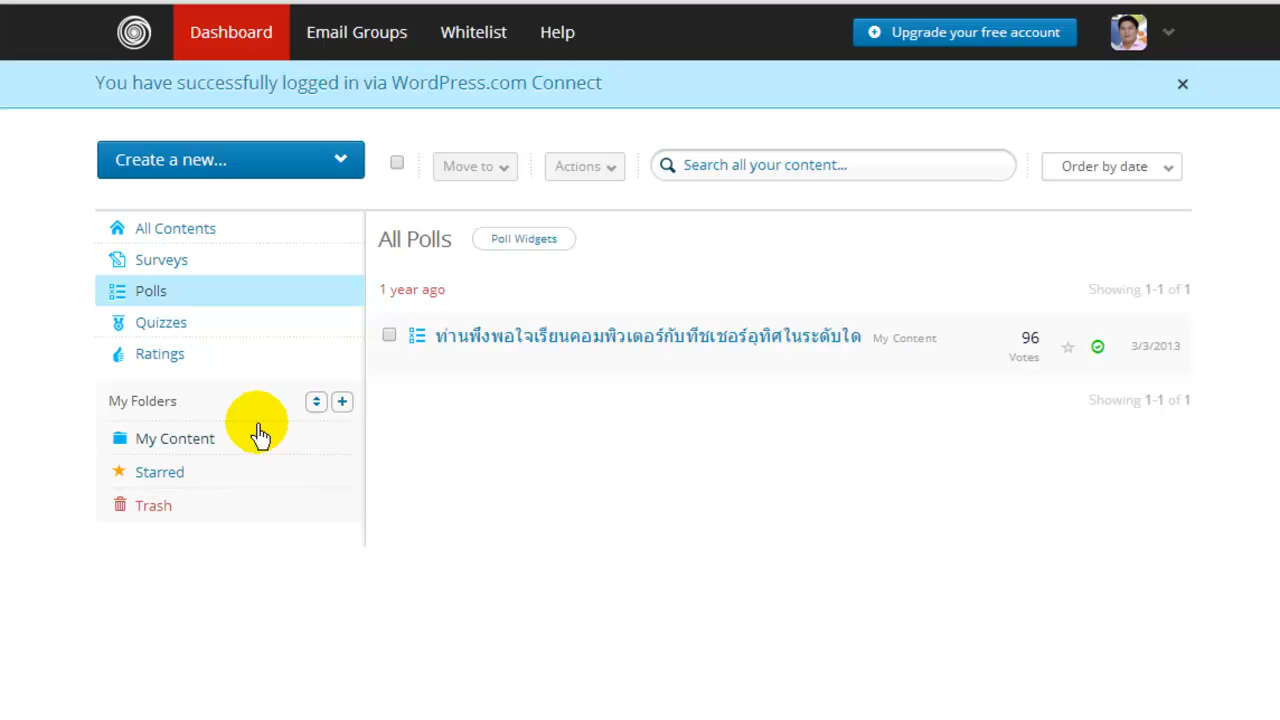 Dashboard Email Groups Whitelist Help Upgrade your free account
You have successfully logged in via WordPress.com Connect
Create a new... Move to Actions Search all your content... Order by date
All Contents
Surveys
Polls
Quizzes
Ratings
My Folders
My Content
Starred
Trash
All Polls Poll Widgets
1 year ago Showing 1-1 of 1
ท่านพึงพอใจเรียนคอมพิวเตอร์กับทีชเชอร์อุทิศในระดับใด My Content 96 Votes 3/3/2013
Showing 1-1 of 1